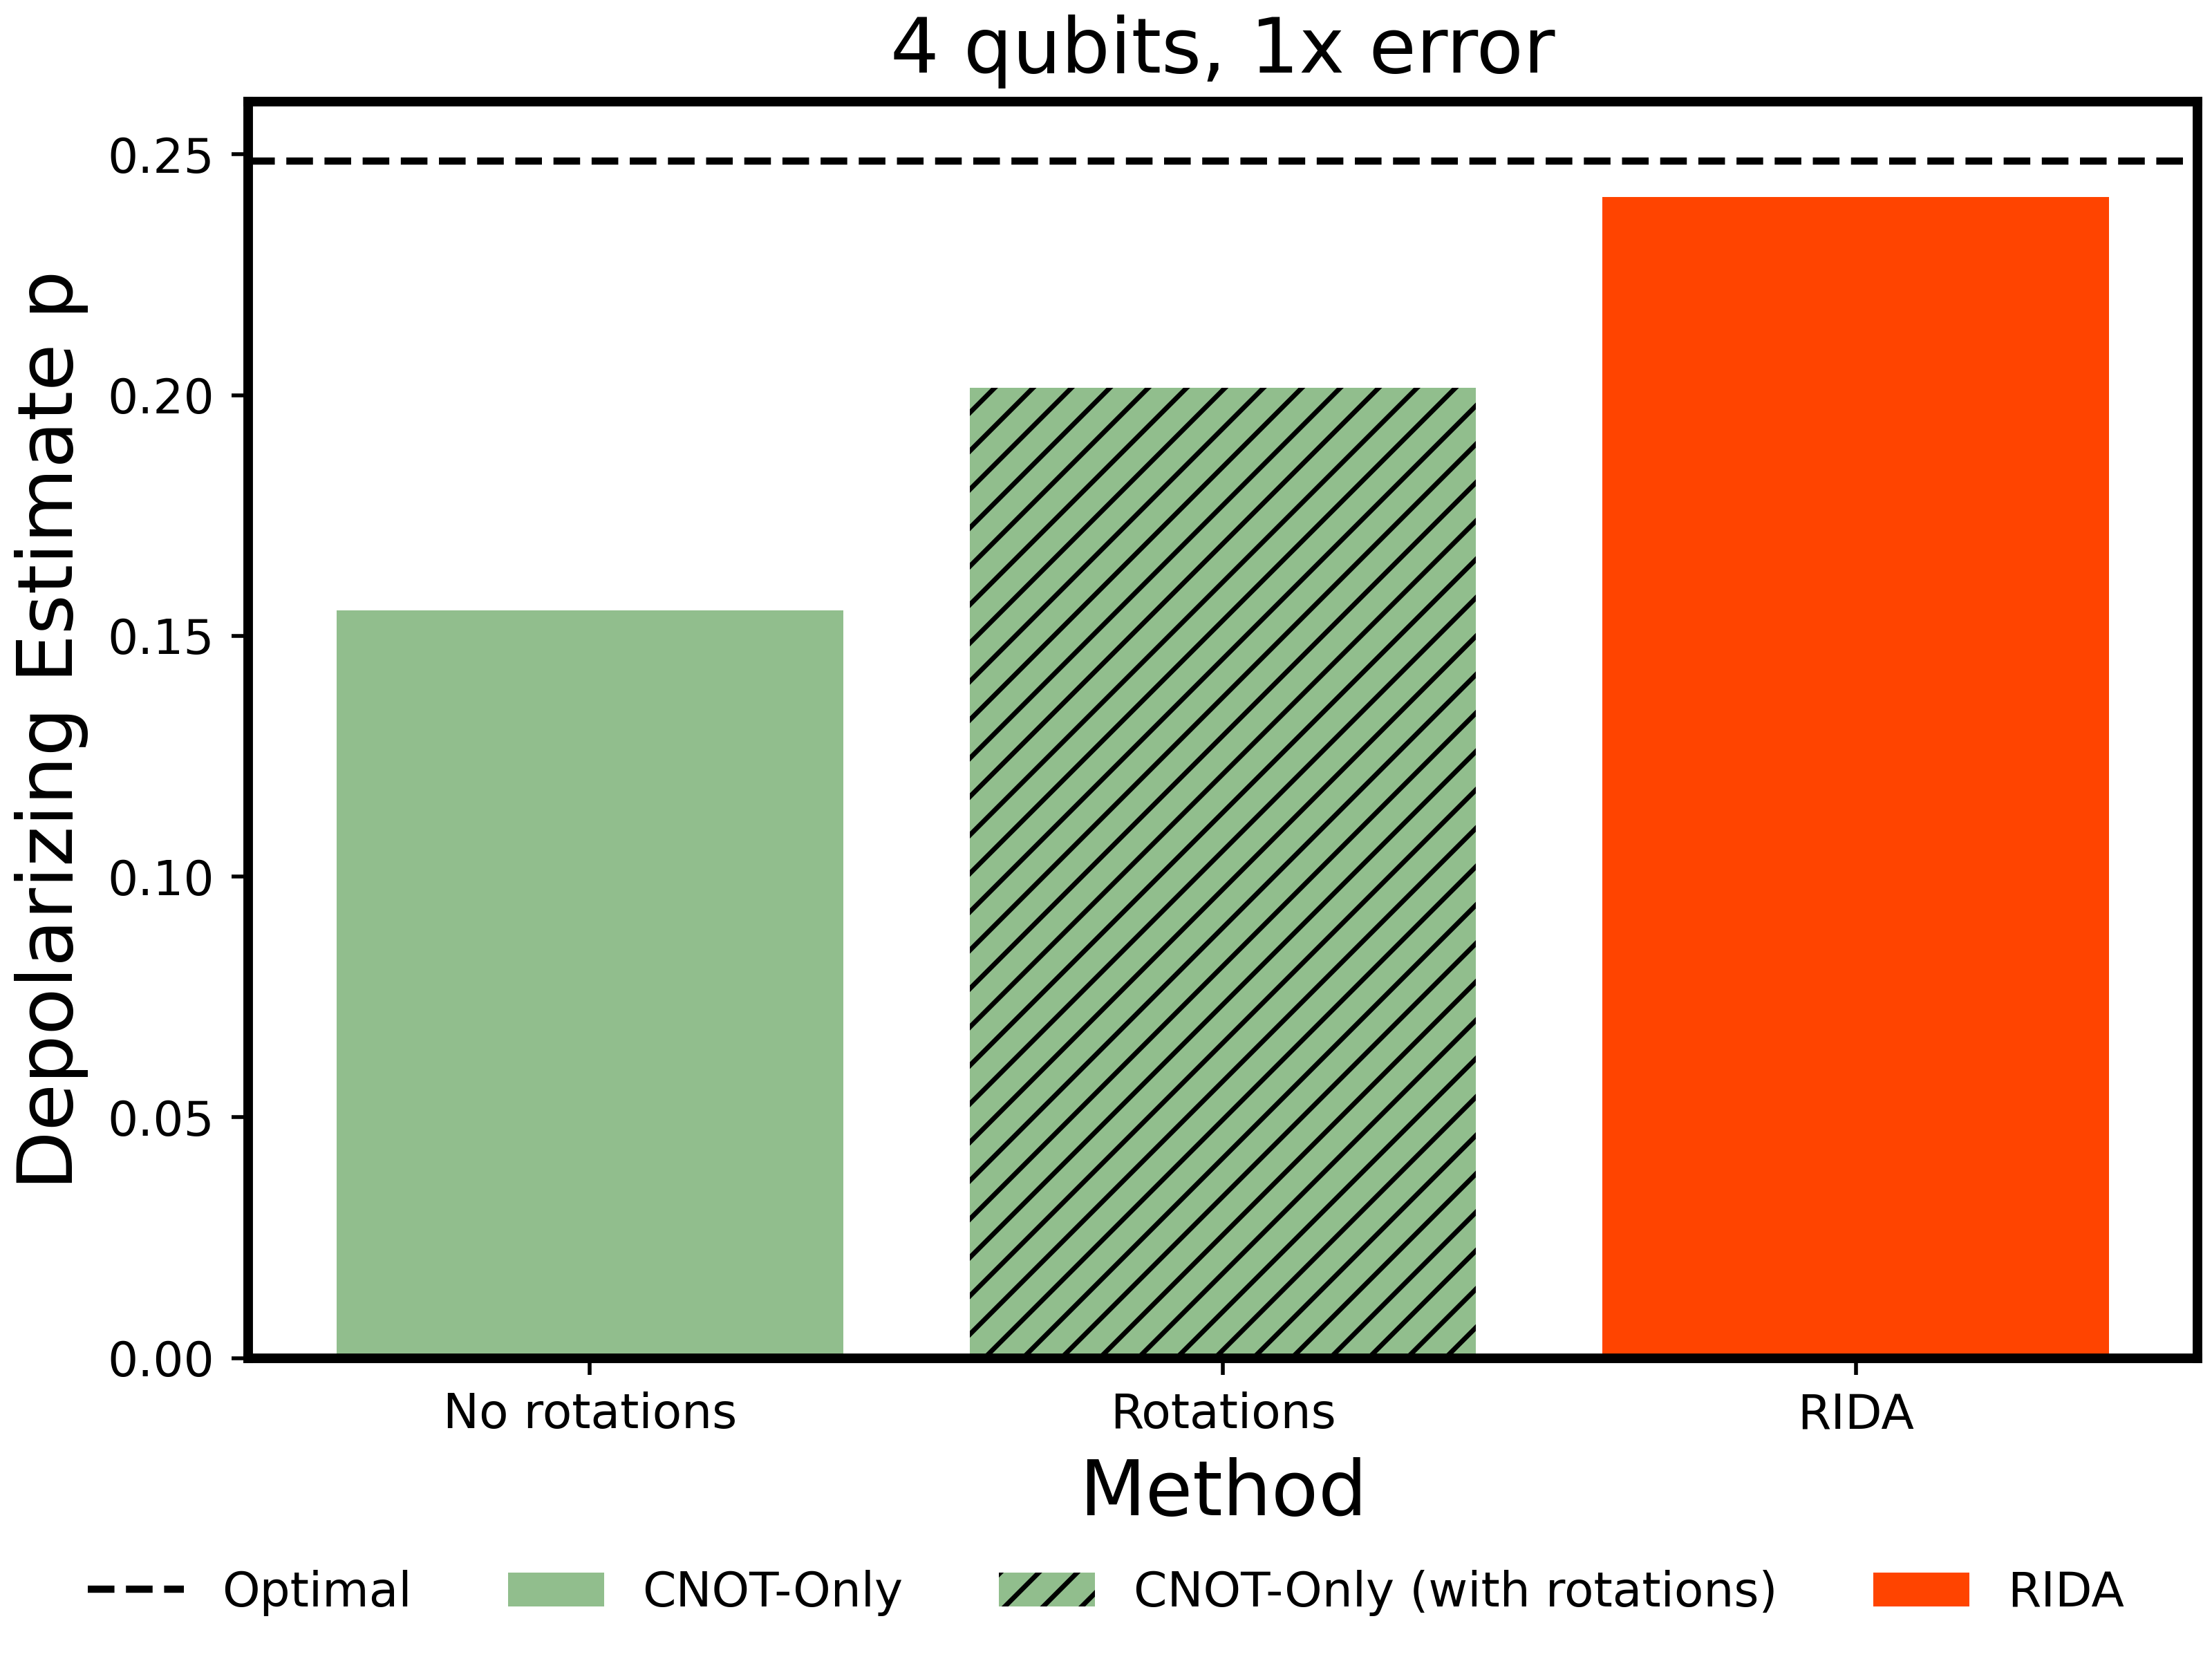 4 qubits, 1x error
Depolarizing Estimate p
0.25
0.20
0.15
0.10
0.05
0.00
No rotations
Rotations
RIDA
Method
Optimal
CNOT-Only
CNOT-Only (with rotations)
RIDA